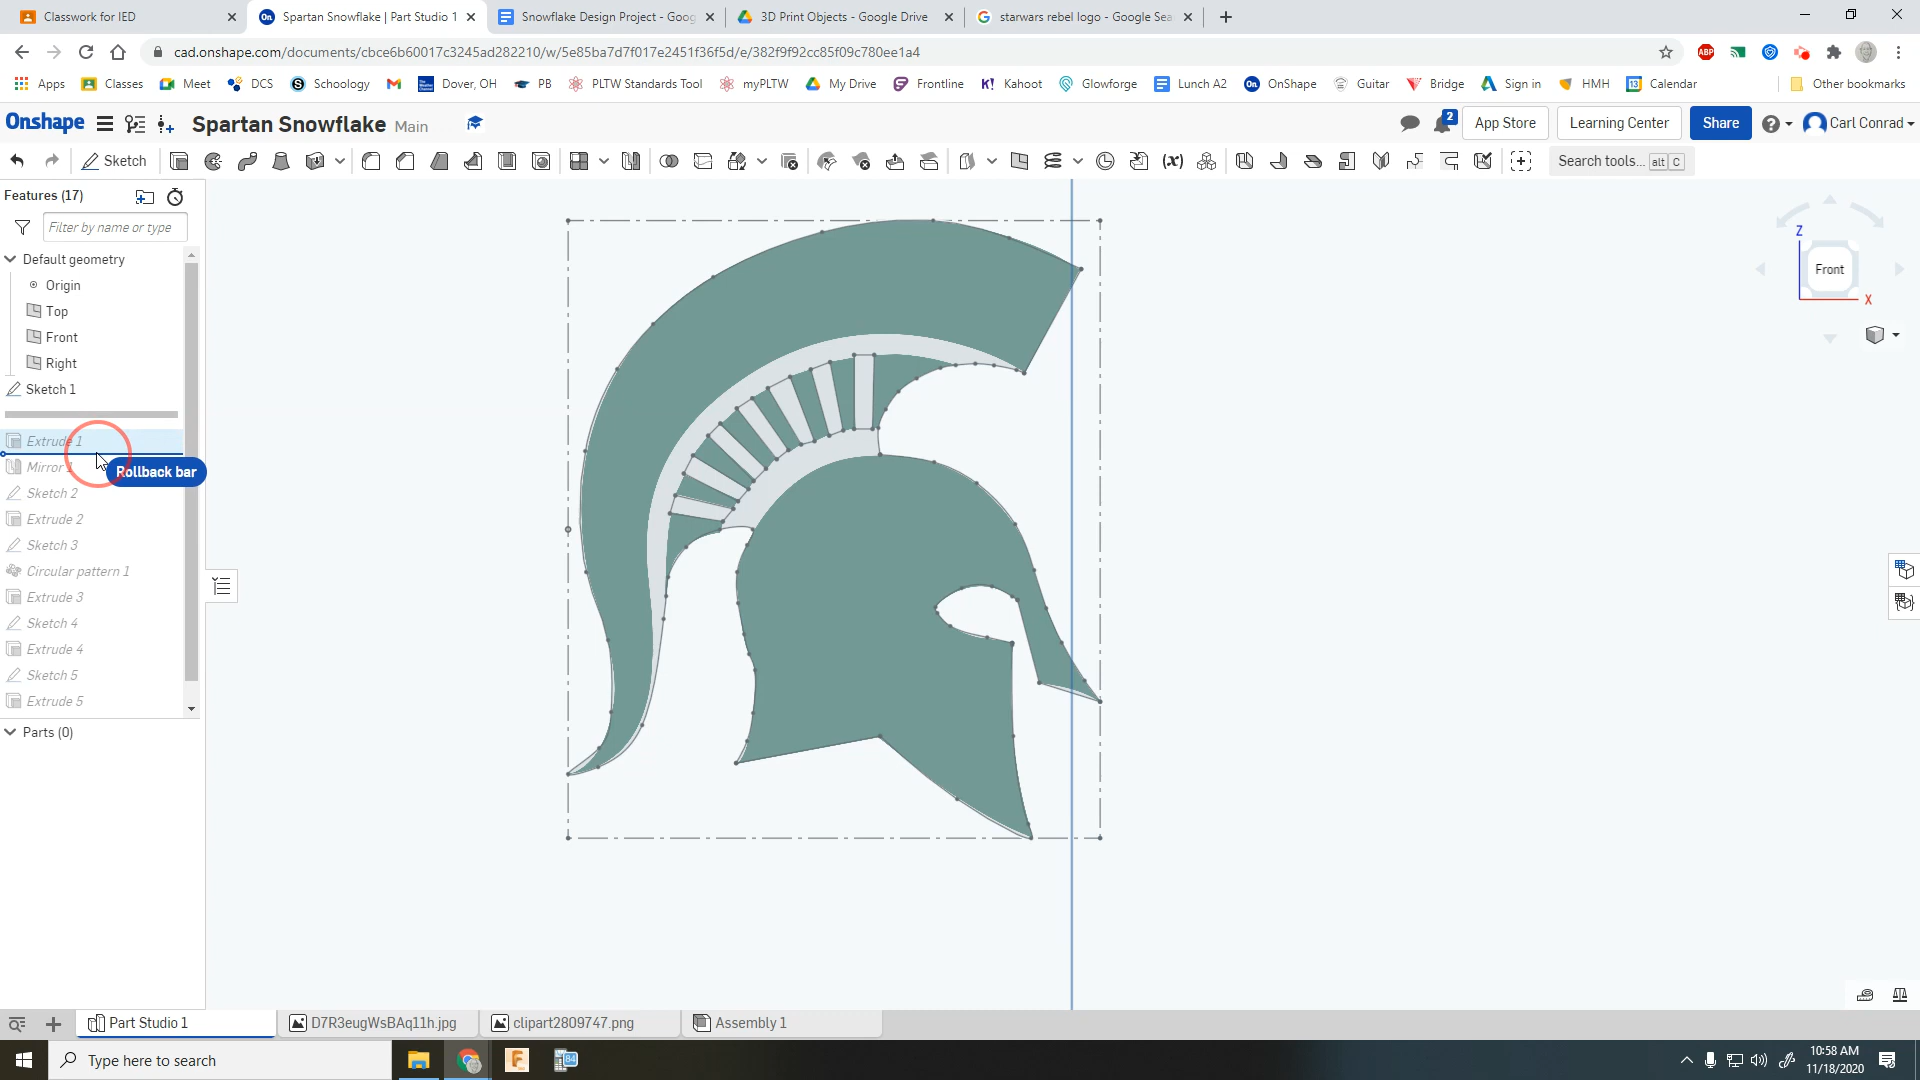 Classwork for IED
Spartan Snowflake | Part Studio 1
Snowflake Design Project - Goog
3D Print Objects - Google Drive
starwars rebel logo - Google Sea
cad.onshape.com/documents/cbce6b60017c3245ad282210/w/5e85ba7d7f017e2451f36f5d/e/382f9f92cc85f09c780ee1a4
ABP
Apps
Classes
Meet
DCS
Schoology
Dover, OH
PB
PLTW Standards Tool
myPLTW
My Drive
Frontline
Kahoot
Glowforge
Lunch A2
OnShape
Guitar
Bridge
Sign in
HMH
Calendar
Other bookmarks
Onshape
Spartan Snowflake Main
2
App Store
Learning Center
Share
Carl Conrad
Sketch
Search tools... alt C
Features (17)
Filter by name or type
Default geometry
Origin
Top
Front
Right
Sketch 1
Extrude 1
Mirror 1
Rollback bar
Sketch 2
Extrude 2
Sketch 3
Circular pattern 1
Extrude 3
Sketch 4
Extrude 4
Sketch 5
Extrude 5
Parts (0)
Z
Front
X
Part Studio 1
D7R3eugWsBAq11h.jpg
clipart2809747.png
Assembly 1
Type here to search
84
10:58 AM
11/18/2020